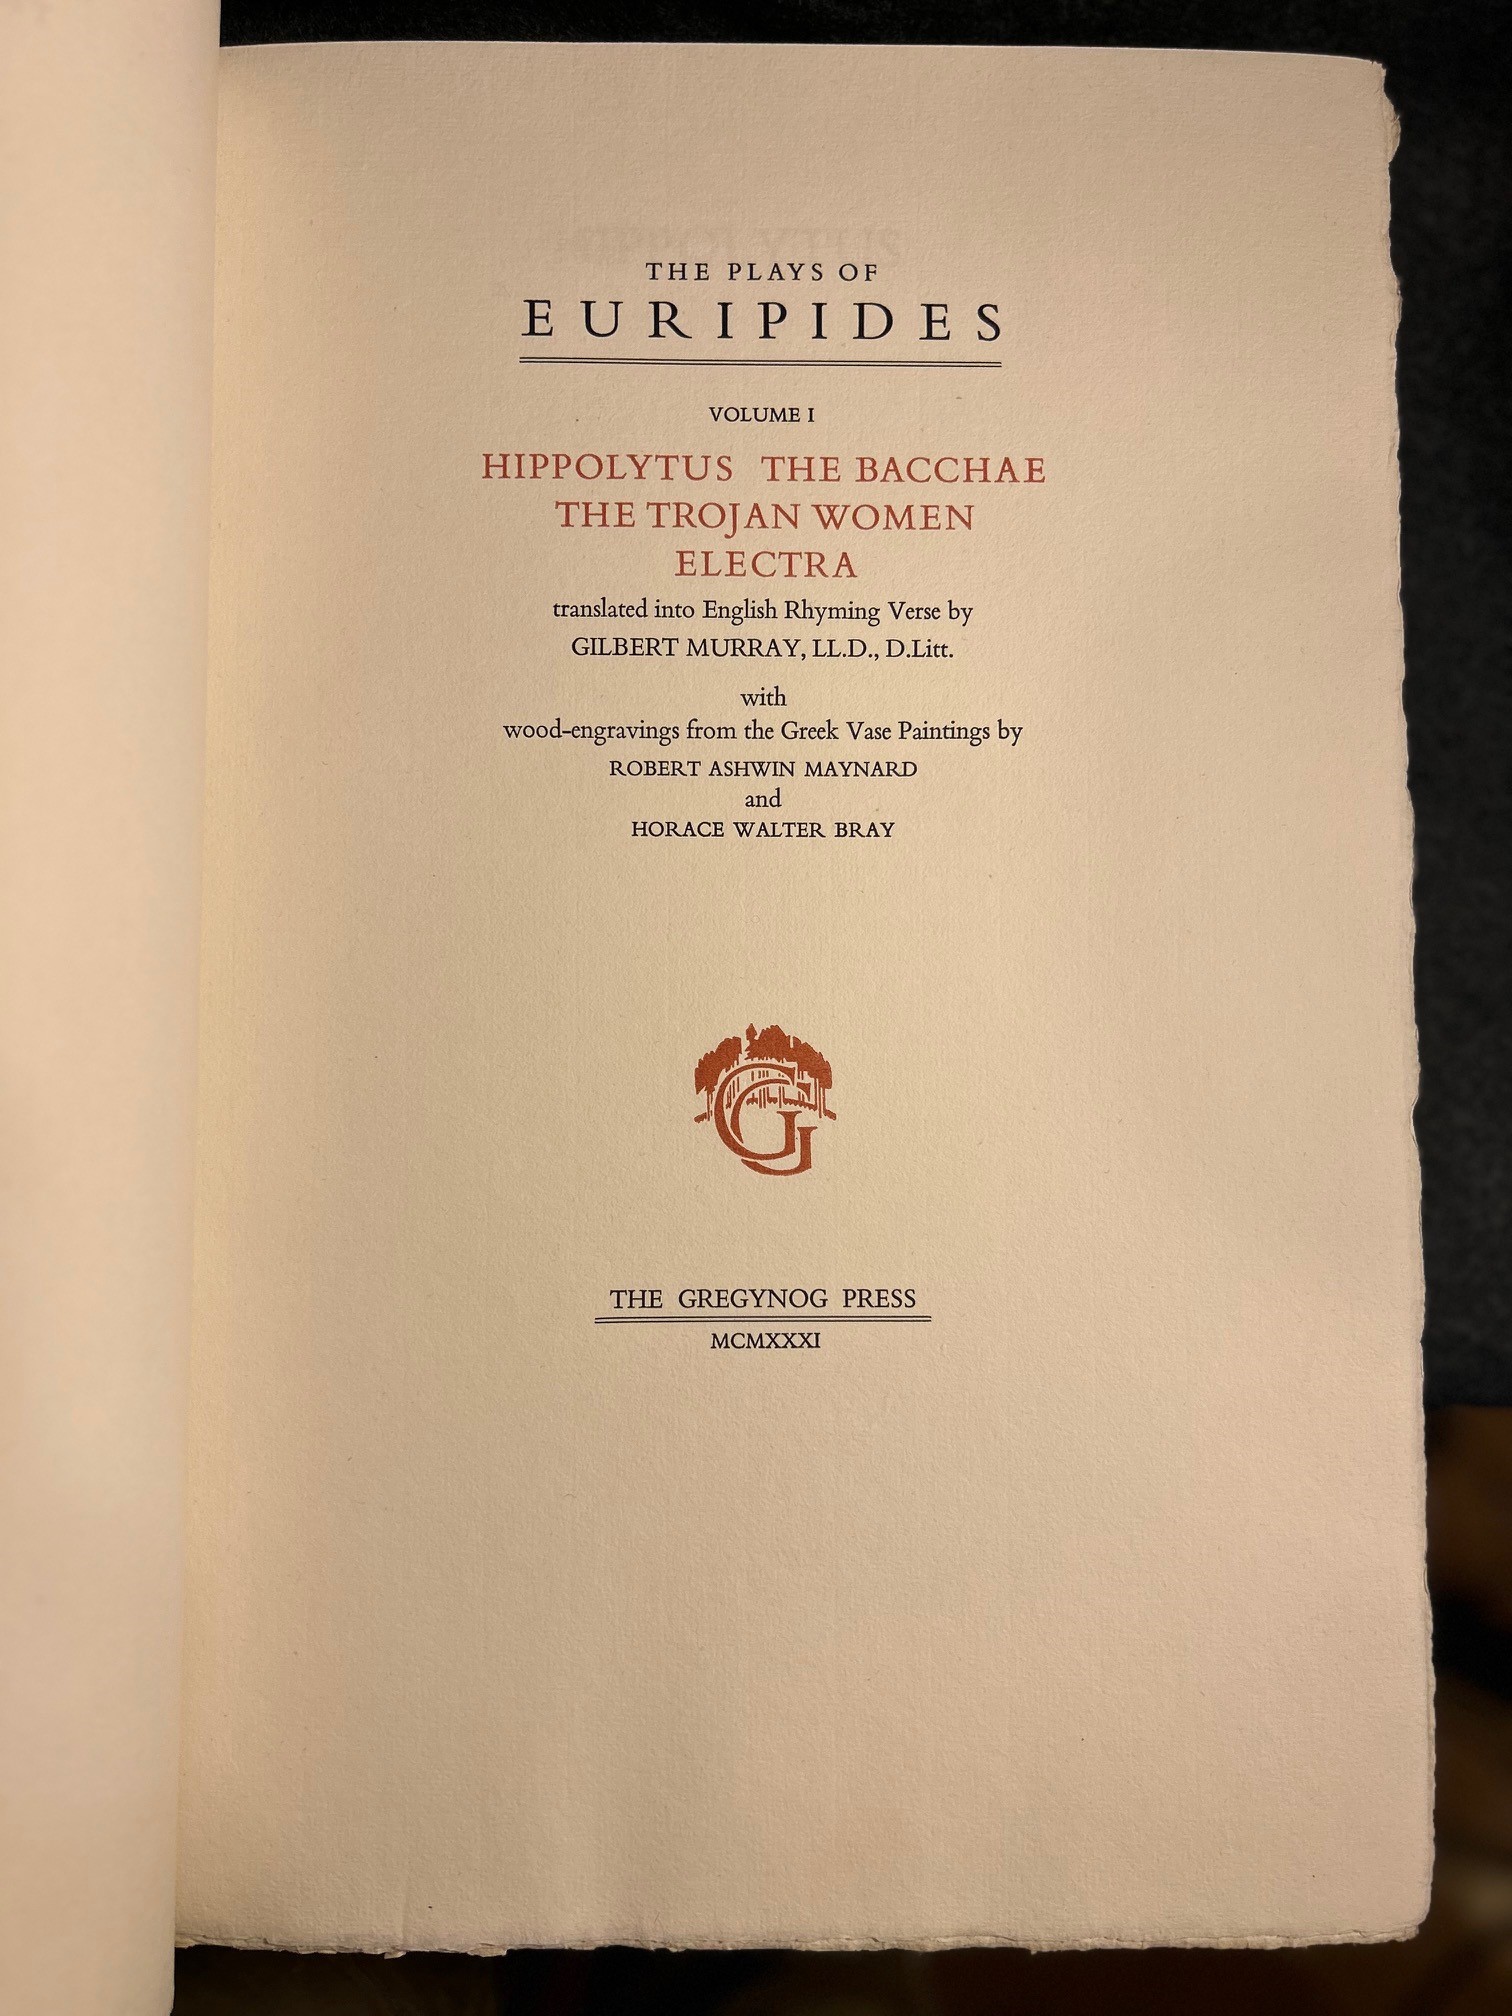 THE PLAYS OF
EURIPIDES
VOLUME I
HIPPOLYTUS THE BACCHAE
THE TROJAN WOMEN
ELECTRA
translated into English Rhyming Verse by
GILBERT MURRAY, LL.D., D.Litt.
with
wood-engravings from the Greek Vase Paintings by
ROBERT ASHWIN MAYNARD
and
HORACE WALTER BRAY
GG
THE GREGYNOG PRESS
MCMXXXI